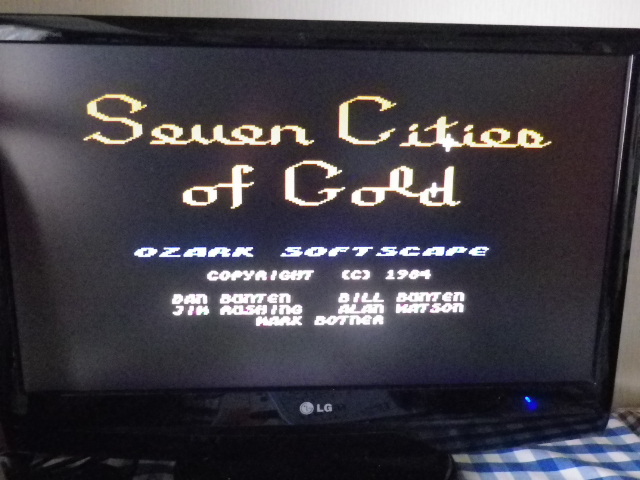 Seven Cities
of Gold
OZARK SOFTSCAPE
COPYRIGHT (C) 1984
DAN BUNTEN BILL BUNTEN
JIM RUSHING ALAN WATSON
MARK BOTNER
LG